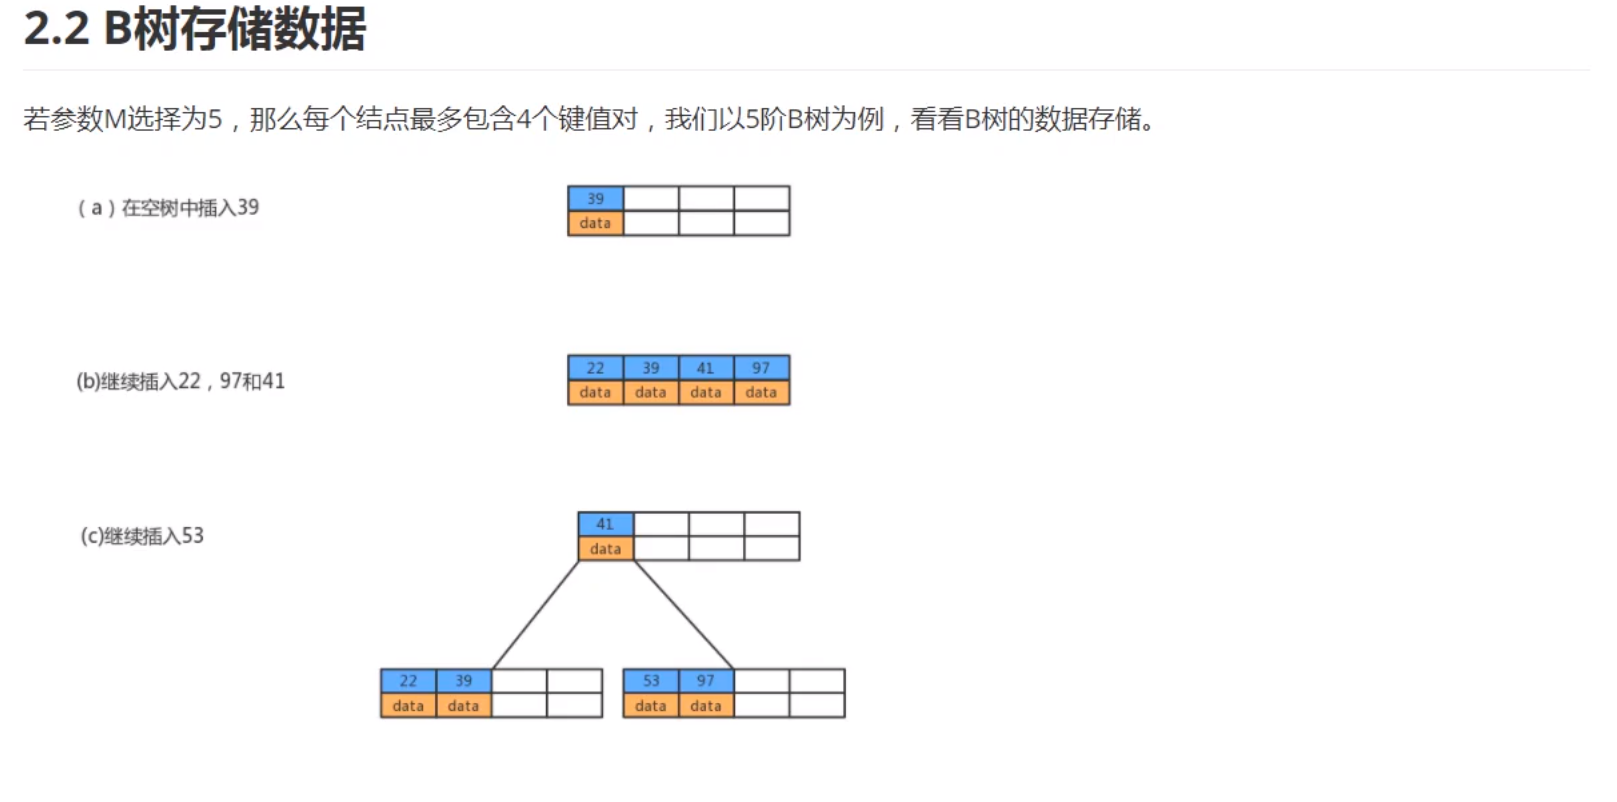 2.2 B树存储数据
若参数M选择为5，那么每个结点最多包含4个键值对，我们以5阶B树为例，看看B树的数据存储。
（a）在空树中插入39
39
data
(b)继续插入22，97和41
22 39 41 97
data data data data
(c)继续插入53
41
data
22 39 53 97
data data data data